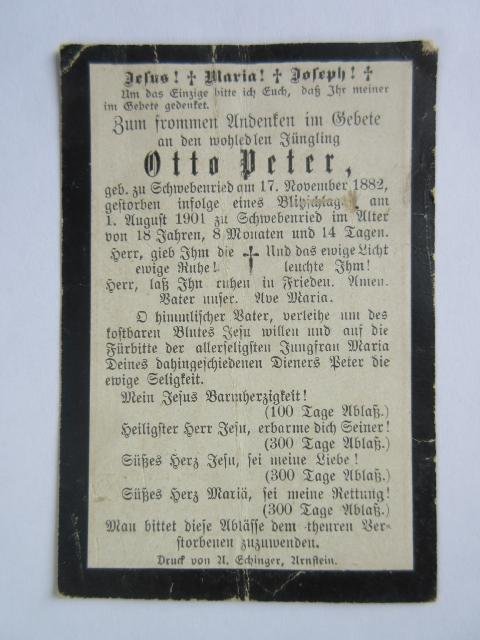 Jesus! ✝ Maria! ✝ Joseph! ✝
Um das Einzige bitte ich Euch, daß Ihr meiner
im Gebete gedenket.
Zum frommen Andenken im Gebete
an den wohledlen Jüngling
Otto Peter,
geb. zu Schwebenried am 17. November 1882,
gestorben infolge eines Blitzschlages am
1. August 1901 zu Schwebenried im Alter
von 18 Jahren, 8 Monaten und 14 Tagen.
Herr, gieb Ihm die ✝ Und das ewige Licht
ewige Ruhe! leuchte Ihm!
Herr, laß Ihn ruhen in Frieden. Amen.
Vater unser. Ave Maria.
O himmlischer Vater, verleihe um des
kostbaren Blutes Jesu willen und auf die
Fürbitte der allerseligsten Jungfrau Maria
Deines dahingeschiedenen Dieners Peter die
ewige Seligkeit.
Mein Jesus Barmherzigkeit!
(100 Tage Ablaß.)
Heiligster Herr Jesu, erbarme dich Seiner!
(300 Tage Ablaß.)
Süßes Herz Jesu, sei meine Liebe!
(300 Tage Ablaß.)
Süßes Herz Mariä, sei meine Rettung!
(300 Tage Ablaß.)
Man bittet diese Ablässe dem theuren Ver-
storbenen zuzuwenden.
Druck von A. Echinger, Arnstein.